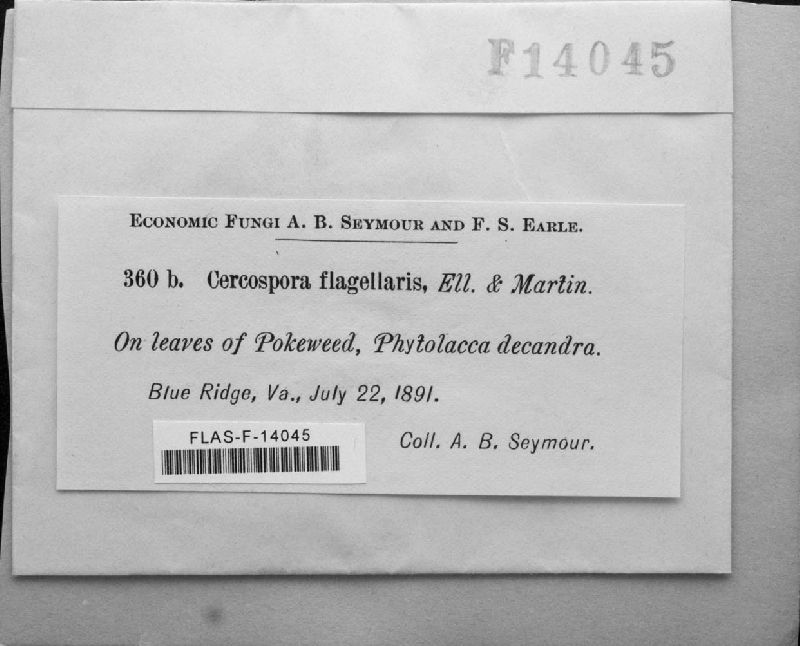 F14045
Economic Fungi A. B. Seymour and F. S. Earle.
360 b. Cercospora flagellaris, Ell. & Martin.
On leaves of Pokeweed, Phytolacca decandra.
Blue Ridge, Va., July 22, 1891.
FLAS-F-14045
Coll. A. B. Seymour.